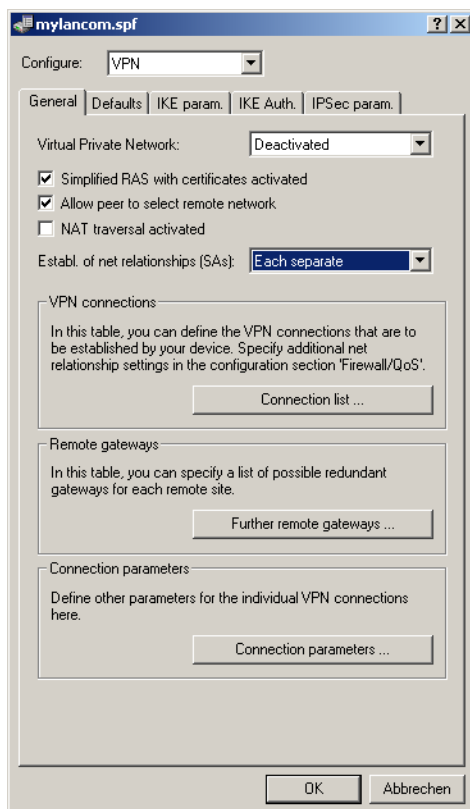 mylancom.spf
Configure: VPN
General Defaults IKE param. IKE Auth. IPSec param.
Virtual Private Network: Deactivated
Simplified RAS with certificates activated
Allow peer to select remote network
NAT traversal activated
Establ. of net relationships (SAs): Each separate
VPN connections
In this table, you can define the VPN connections that are to
be established by your device. Specify additional net
relationship settings in the configuration section 'Firewall/QoS'.
Connection list ...
Remote gateways
In this table, you can specify a list of possible redundant
gateways for each remote site.
Further remote gateways ...
Connection parameters
Define other parameters for the individual VPN connections
here.
Connection parameters ...
OK Abbrechen